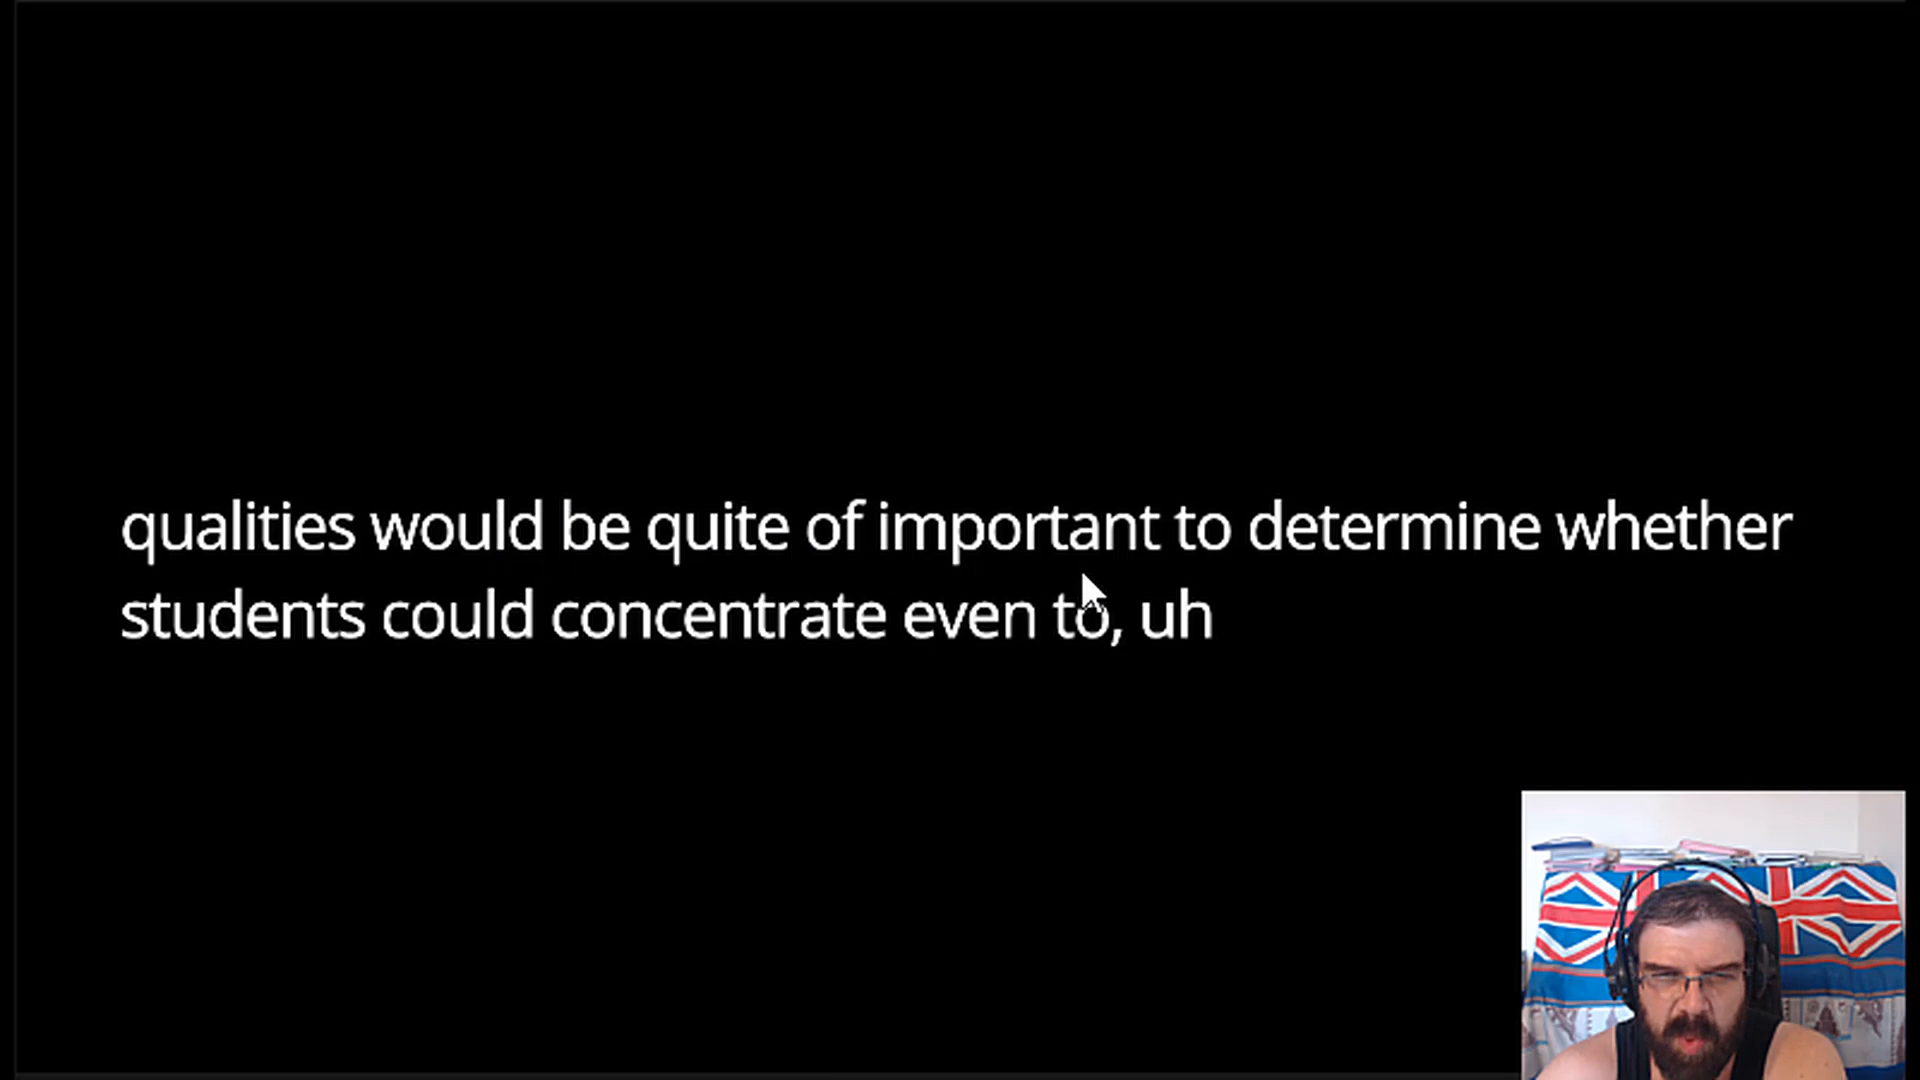 qualities would be quite of important to determine whether
students could concentrate even to, uh